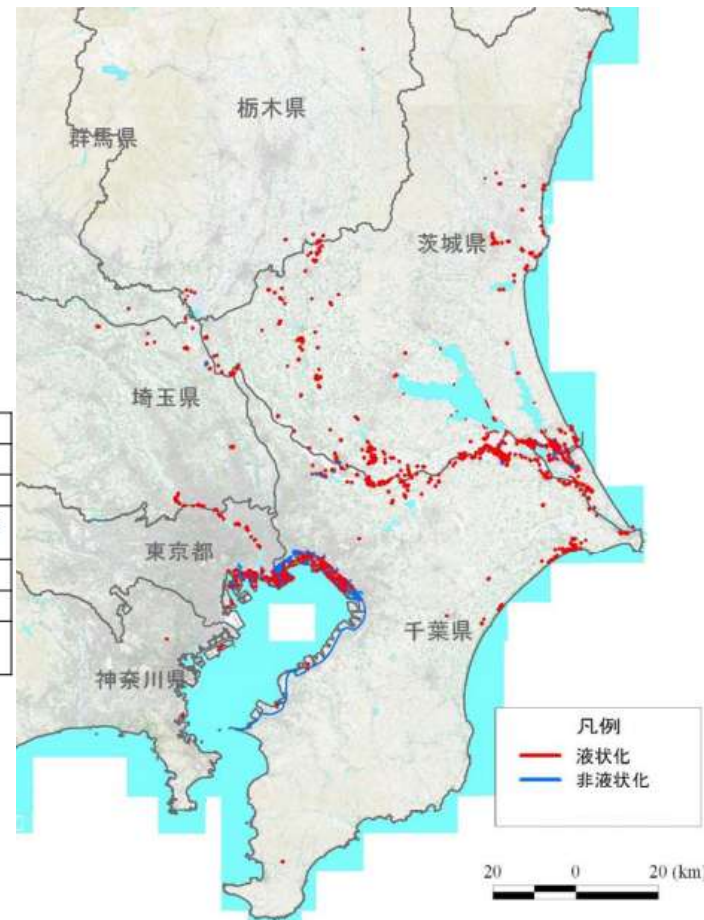 栃木県
群馬県
茨城県
埼玉県
東京都
千葉県
神奈川県
凡例
液状化
非液状化
20 0 20 (km)